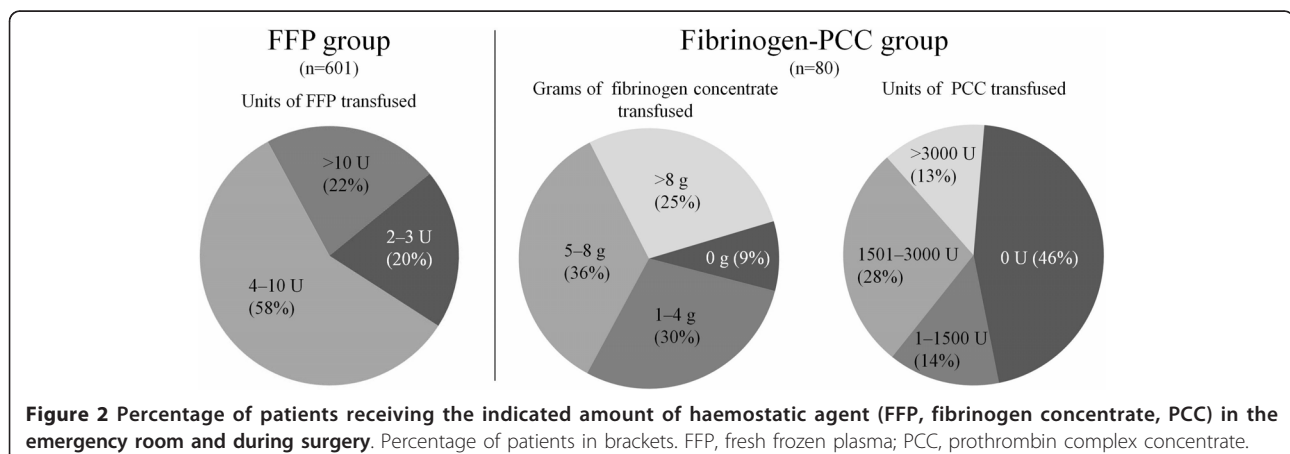 FFP group
(n=601)
Units of FFP transfused
>10 U
(22%)
2–3 U
(20%)
4–10 U
(58%)
Fibrinogen-PCC group
(n=80)
Grams of fibrinogen concentrate
transfused
>8 g
(25%)
5–8 g
(36%)
0 g (9%)
1–4 g
(30%)
Units of PCC transfused
>3000 U
(13%)
1501–3000 U
(28%)
0 U (46%)
1–1500 U
(14%)
Figure 2 Percentage of patients receiving the indicated amount of haemostatic agent (FFP, fibrinogen concentrate, PCC) in the
emergency room and during surgery. Percentage of patients in brackets. FFP, fresh frozen plasma; PCC, prothrombin complex concentrate.